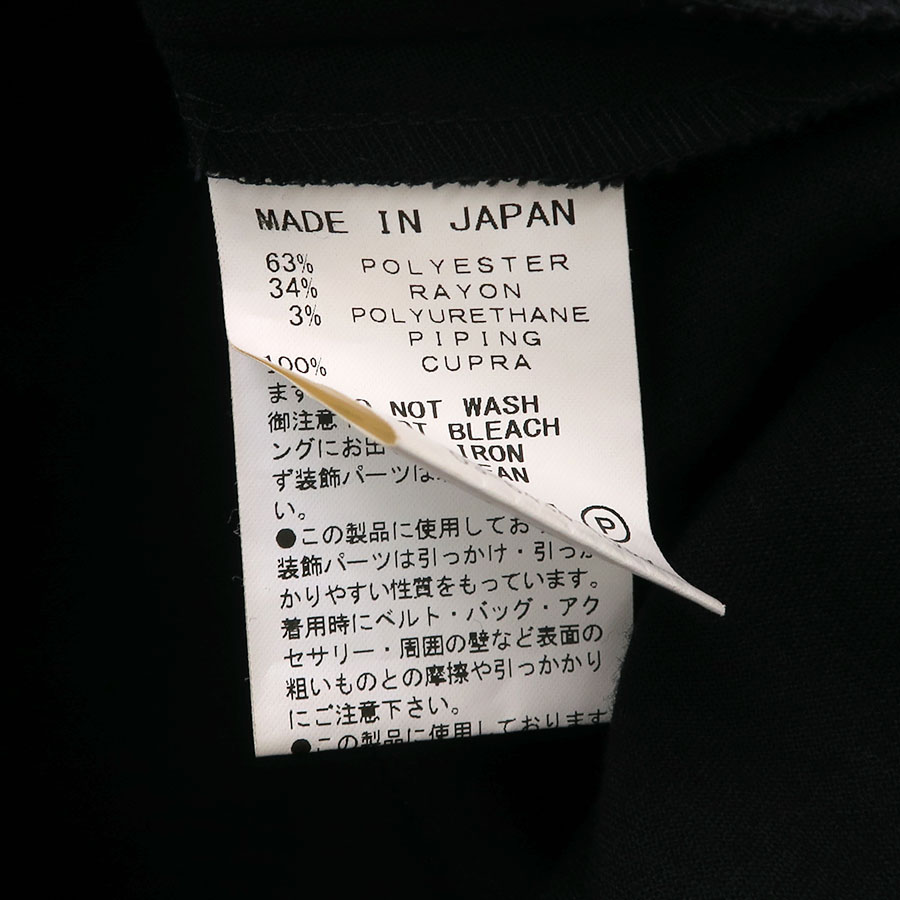 MADE IN JAPAN
63% POLYESTER
34% RAYON
3% POLYURETHANE
PIPING
100% CUPRA
NOT WASH
BLEACH
IRON
P
ます
御注意
ングにお出
ず装飾パーツは
い。
●この製品に使用してお
装飾パーツは引っかけ・引っか
かりやすい性質をもっています。
着用時にベルト・バッグ・アク
セサリー・周囲の壁など表面の
粗いものとの摩擦や引っかかり
にご注意下さい。
●この製品に使用しております